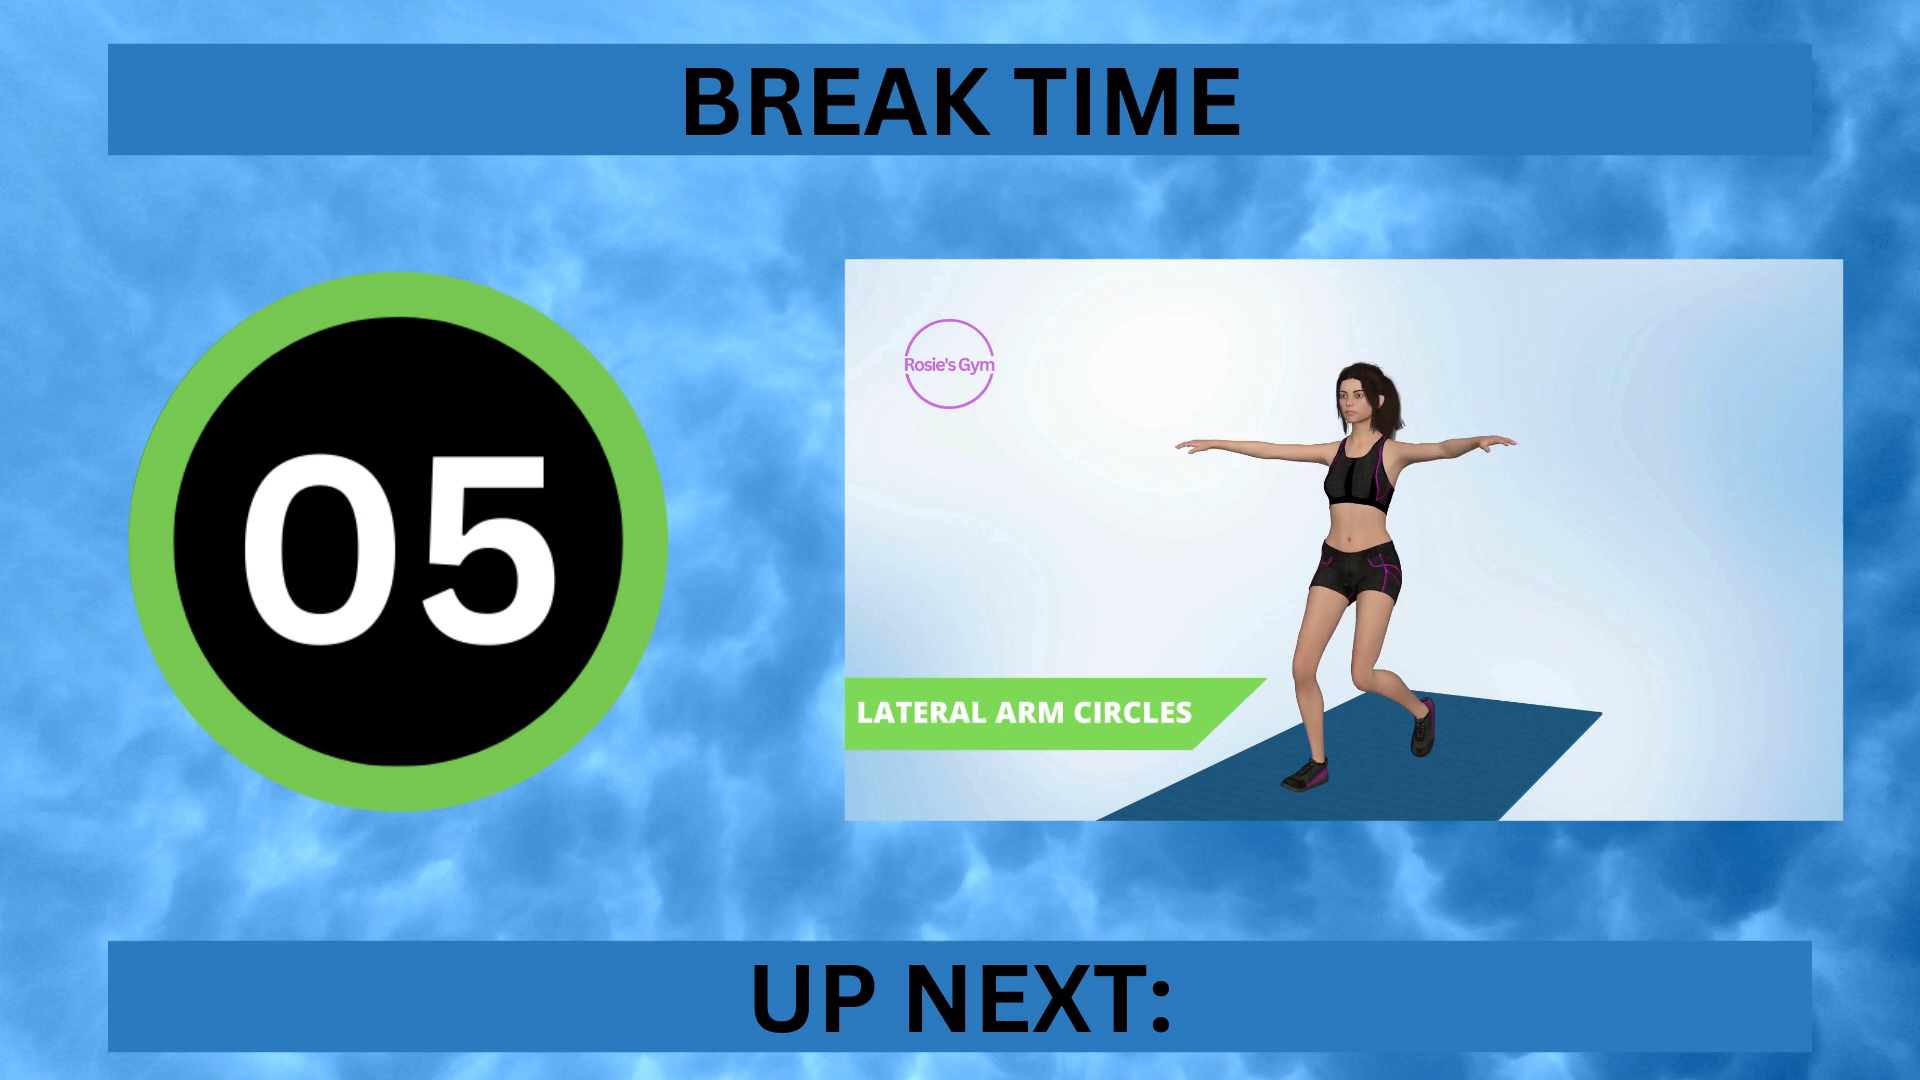 BREAK TIME
05
Rosie's Gym
LATERAL ARM CIRCLES
UP NEXT: